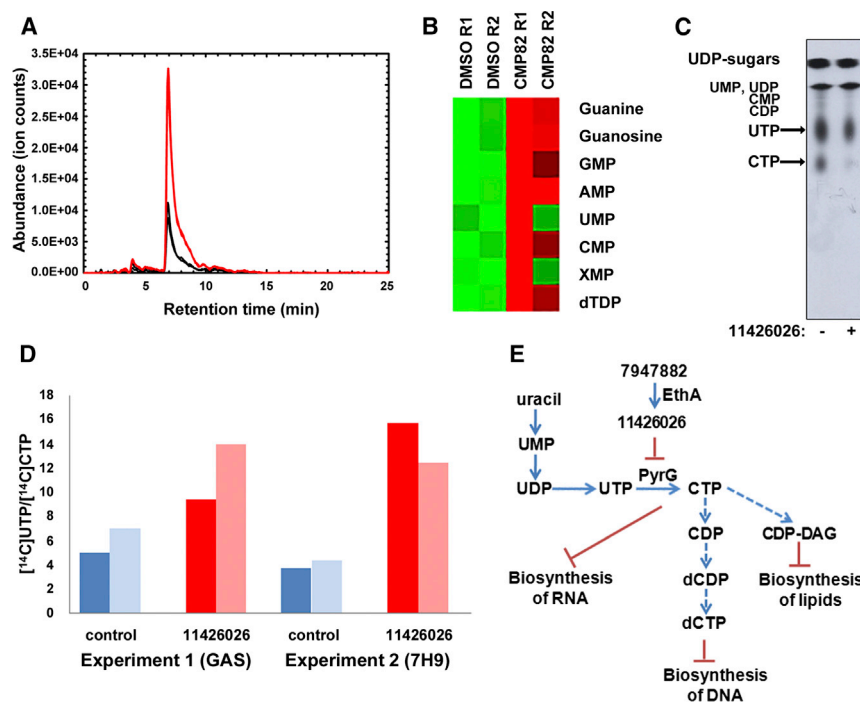 A
3.5E+04
3.0E+04
2.5E+04
2.0E+04
1.5E+04
1.0E+04
5.0E+03
0.0E+00
0 5 10 15 20 25
Abundance (ion counts)
Retention time (min)
B
DMSO R1
DMSO R2
CMP82 R1
CMP82 R2
Guanine
Guanosine
GMP
AMP
UMP
CMP
XMP
dTDP
C
UDP-sugars
UMP, UDP
CMP
CDP
UTP
CTP
11426026: - +
D
18
16
14
12
10
8
6
4
2
0
[¹⁴C]UTP/[¹⁴C]CTP
control 11426026 control 11426026
Experiment 1 (GAS) Experiment 2 (7H9)
E
7947882
EthA
11426026
uracil
UMP
UDP UTP PyrG CTP
CDP
dCDP
dCTP
CDP-DAG
Biosynthesis
of RNA
Biosynthesis
of lipids
Biosynthesis
of DNA